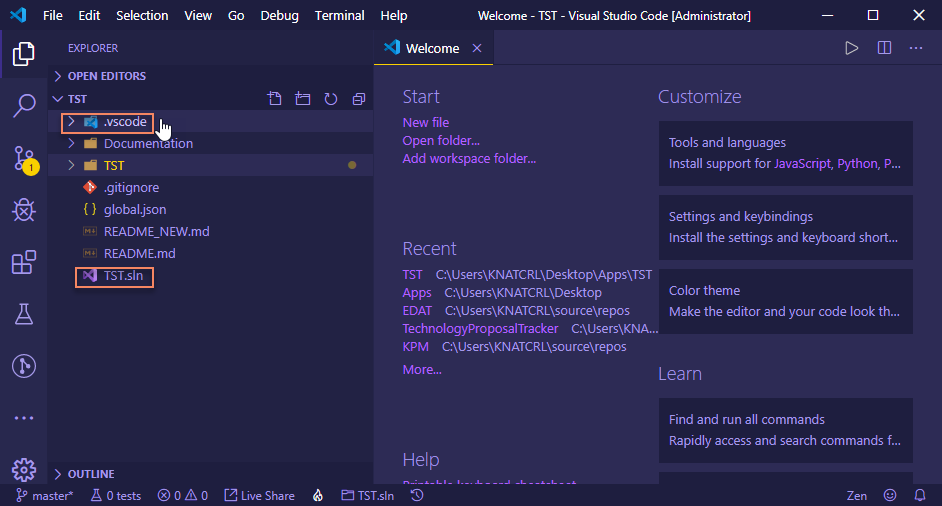 File Edit Selection View Go Debug Terminal Help Welcome - TST - Visual Studio Code [Administrator]
EXPLORER
OPEN EDITORS
TST
.vscode
Documentation
TST
.gitignore
{ } global.json
README_NEW.md
README.md
TST.sln
OUTLINE
1
Welcome
Start
New file
Open folder...
Add workspace folder...
Recent
TST C:\Users\KNATCRL\Desktop\Apps\TST
Apps C:\Users\KNATCRL\Desktop
EDAT C:\Users\KNATCRL\source\repos
TechnologyProposalTracker C:\Users\KNA...
KPM C:\Users\KNATCRL\source\repos
More...
Help
Customize
Tools and languages
Install support for JavaScript, Python, P...
Settings and keybindings
Install the settings and keyboard short...
Color theme
Make the editor and your code look th...
Learn
Find and run all commands
Rapidly access and search commands f...
master* 0 tests 0 0 Live Share TST.sln Zen